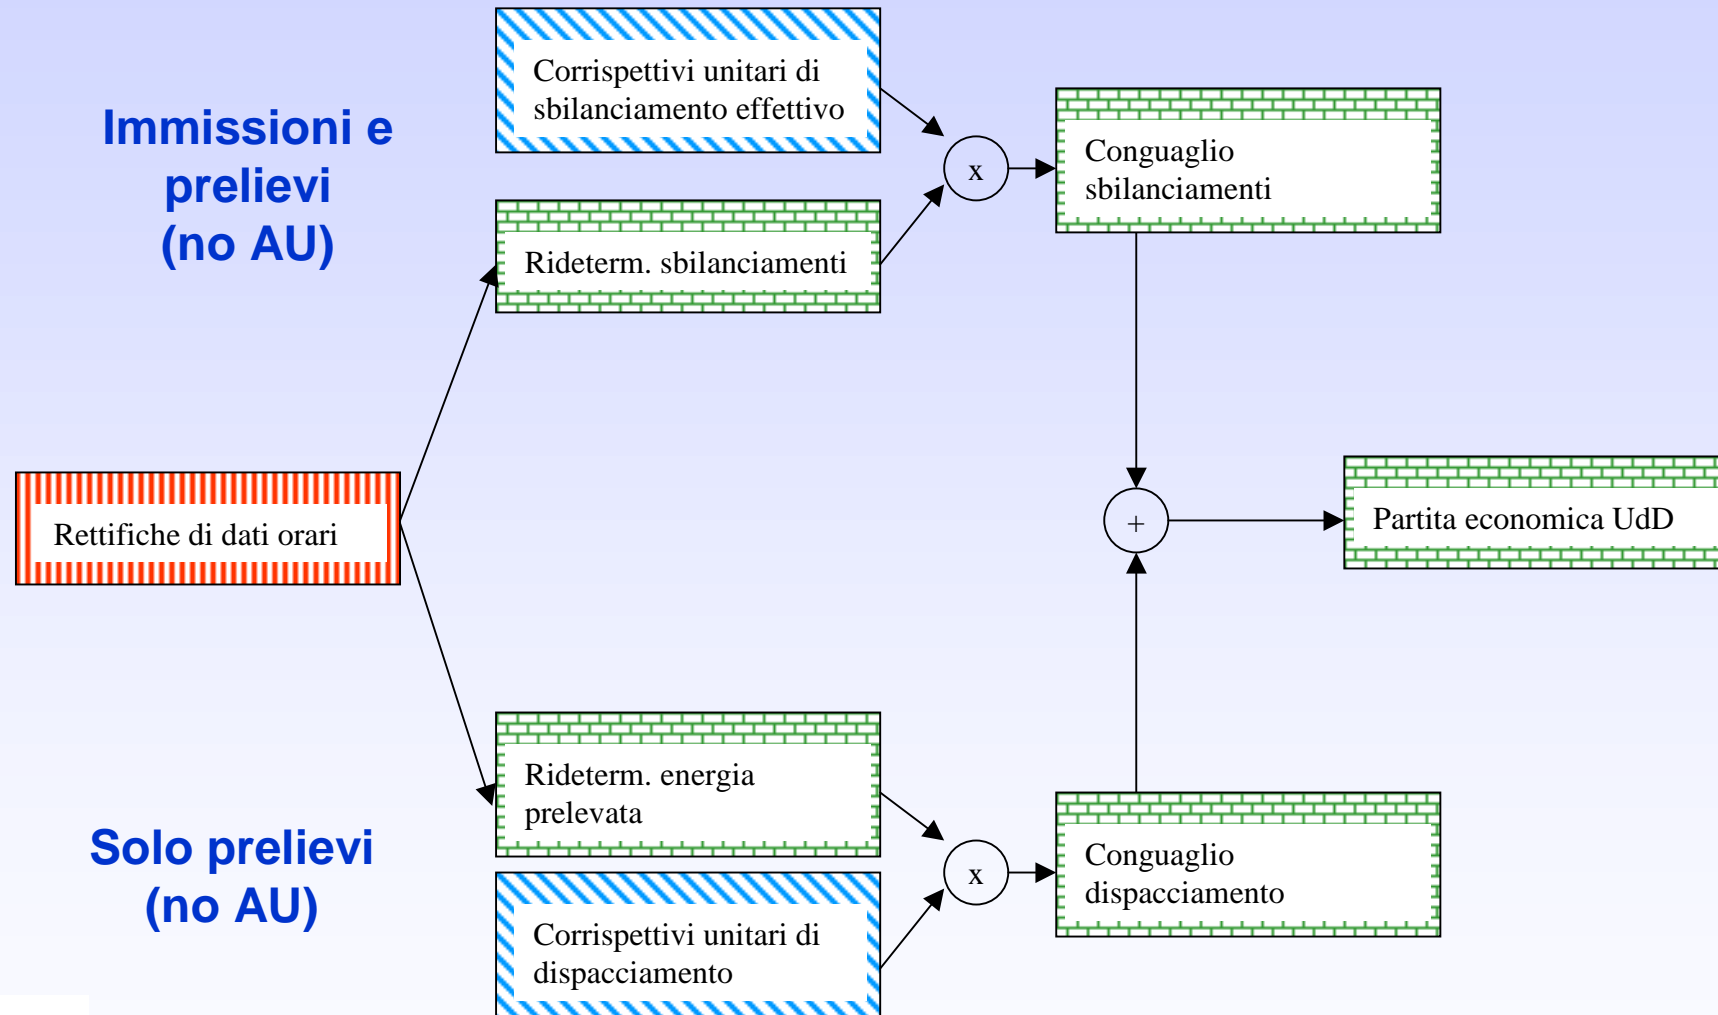 Immissioni e
prelievi
(no AU)
Corrispettivi unitari di
sbilanciamento effettivo
Rideterm. sbilanciamenti
x
Conguaglio
sbilanciamenti
Rettifiche di dati orari
+
Partita economica UdD
Solo prelievi
(no AU)
Rideterm. energia
prelevata
Corrispettivi unitari di
dispacciamento
x
Conguaglio
dispacciamento